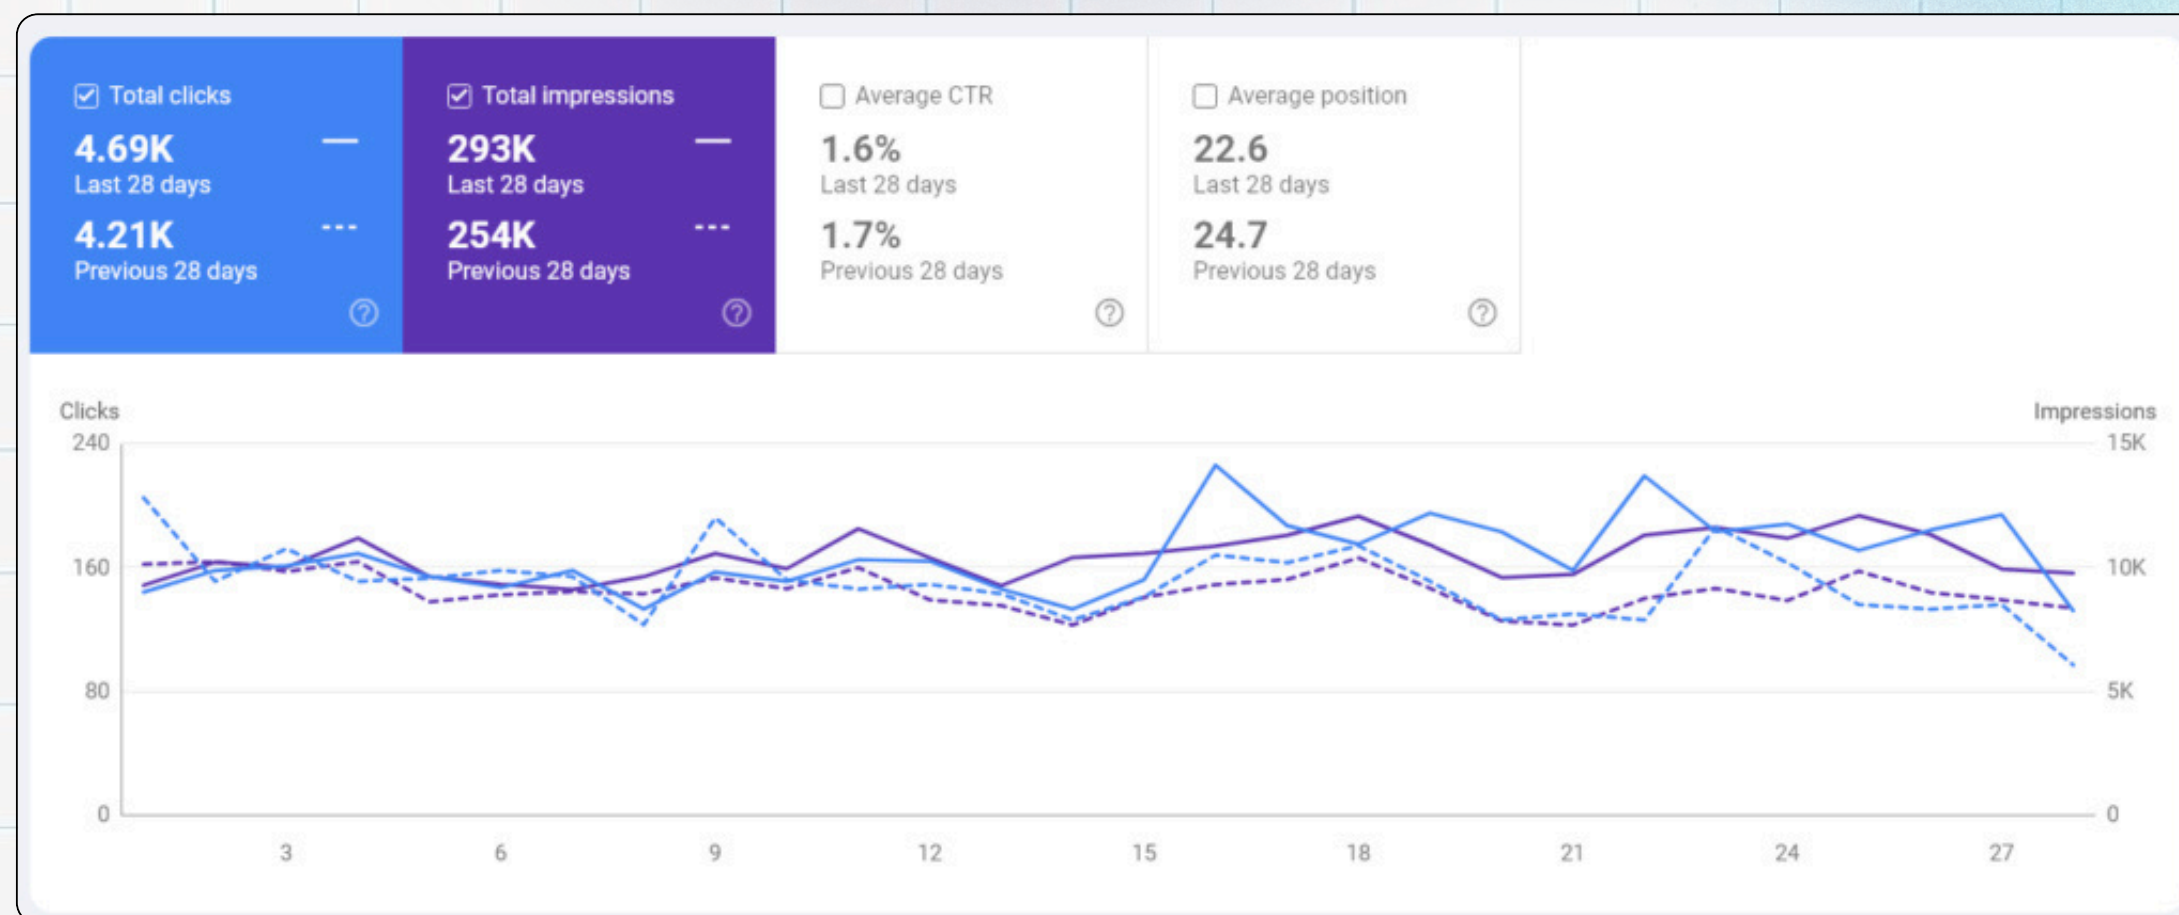 Total clicks
4.69K
Last 28 days
4.21K
Previous 28 days
Total impressions
293K
Last 28 days
254K
Previous 28 days
Average CTR
1.6%
Last 28 days
1.7%
Previous 28 days
Average position
22.6
Last 28 days
24.7
Previous 28 days
Clicks
240
160
80
0
Impressions
15K
10K
5K
0
3 6 9 12 15 18 21 24 27